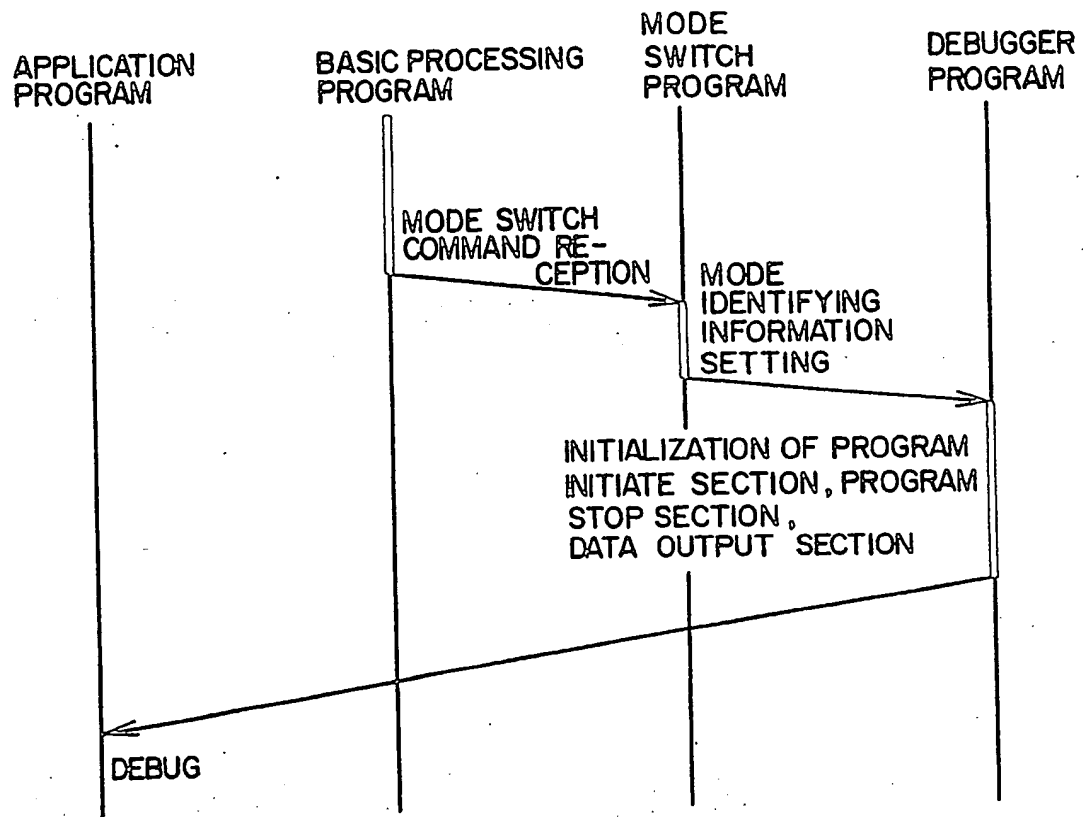 APPLICATION
PROGRAM
BASIC PROCESSING
PROGRAM
MODE
SWITCH
PROGRAM
DEBUGGER
PROGRAM
MODE SWITCH
COMMAND RE-
CEPTION
MODE
IDENTIFYING
INFORMATION
SETTING
INITIALIZATION OF PROGRAM
INITIATE SECTION, PROGRAM
STOP SECTION,
DATA OUTPUT SECTION
DEBUG